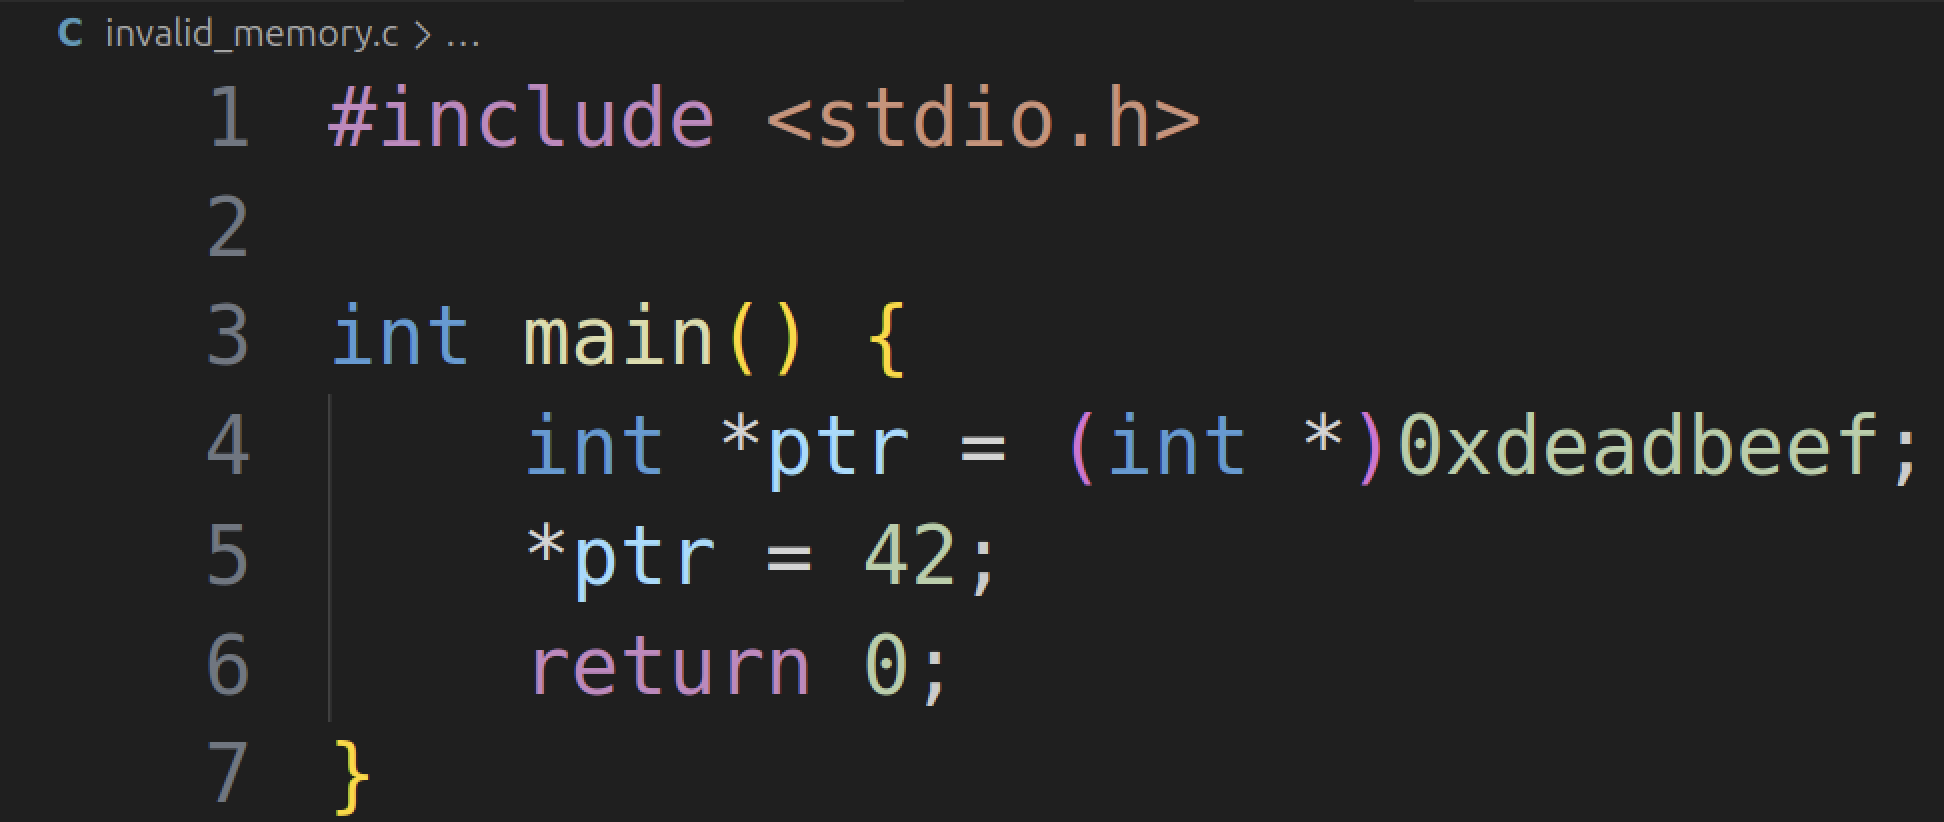 C invalid_memory.c > ...
1 #include <stdio.h>
2
3 int main() {
4     int *ptr = (int *)0xdeadbeef;
5     *ptr = 42;
6     return 0;
7 }